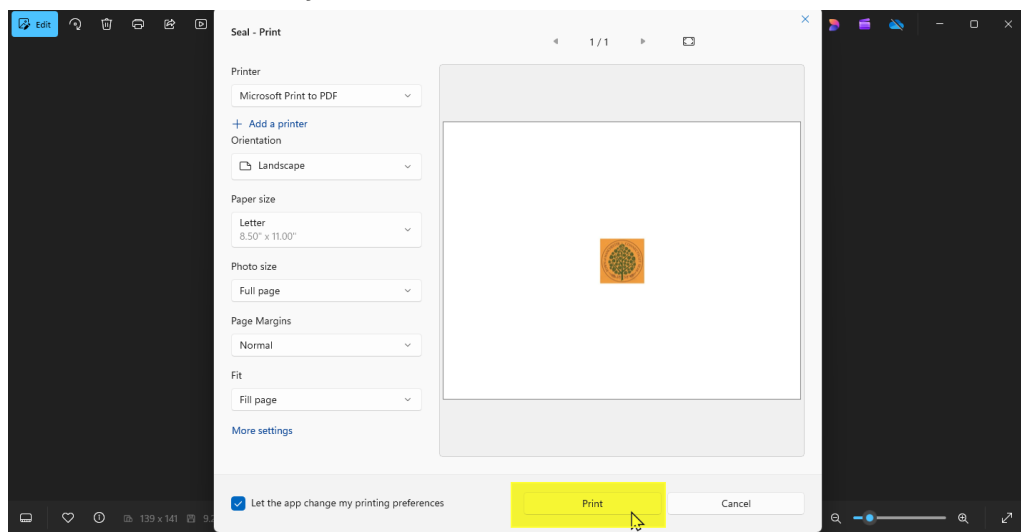 Edit
Seal - Print
1 / 1
Printer
Microsoft Print to PDF
+ Add a printer
Orientation
Landscape
Paper size
Letter
8.50" x 11.00"
Photo size
Full page
Page Margins
Normal
Fit
Fill page
More settings
Let the app change my printing preferences
Print
Cancel
139 x 141